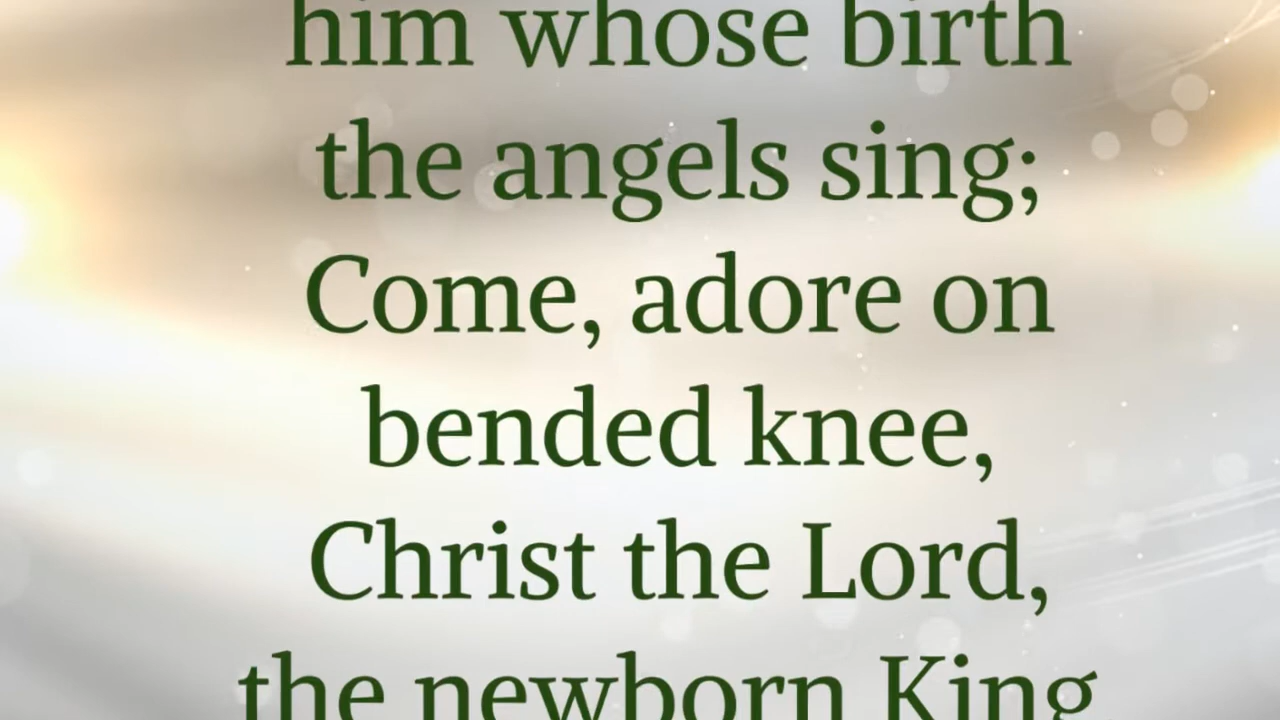 him whose birth
the angels sing;
Come, adore on
bended knee,
Christ the Lord,
the newborn King